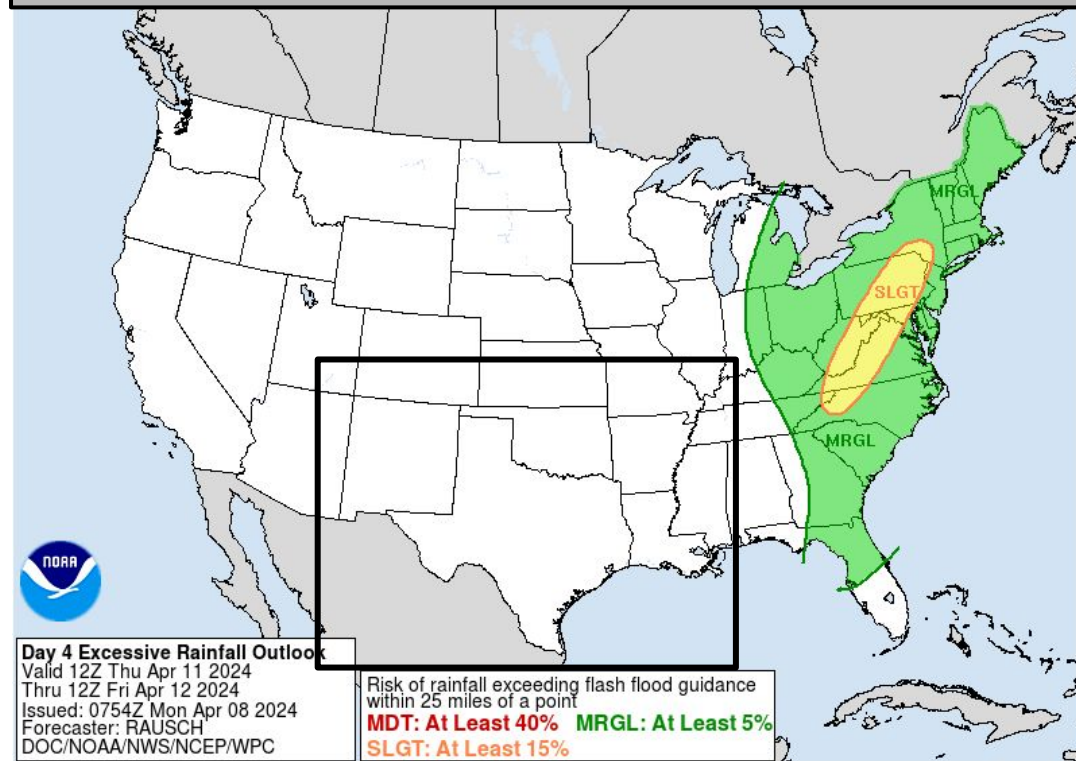 MRGL
SLGT
MRGL
NOAA
Day 4 Excessive Rainfall Outlook
Valid 12Z Thu Apr 11 2024
Thru 12Z Fri Apr 12 2024
Issued: 0754Z Mon Apr 08 2024
Forecaster: RAUSCH
DOC/NOAA/NWS/NCEP/WPC
Risk of rainfall exceeding flash flood guidance
within 25 miles of a point
MDT: At Least 40% MRGL: At Least 5%
SLGT: At Least 15%